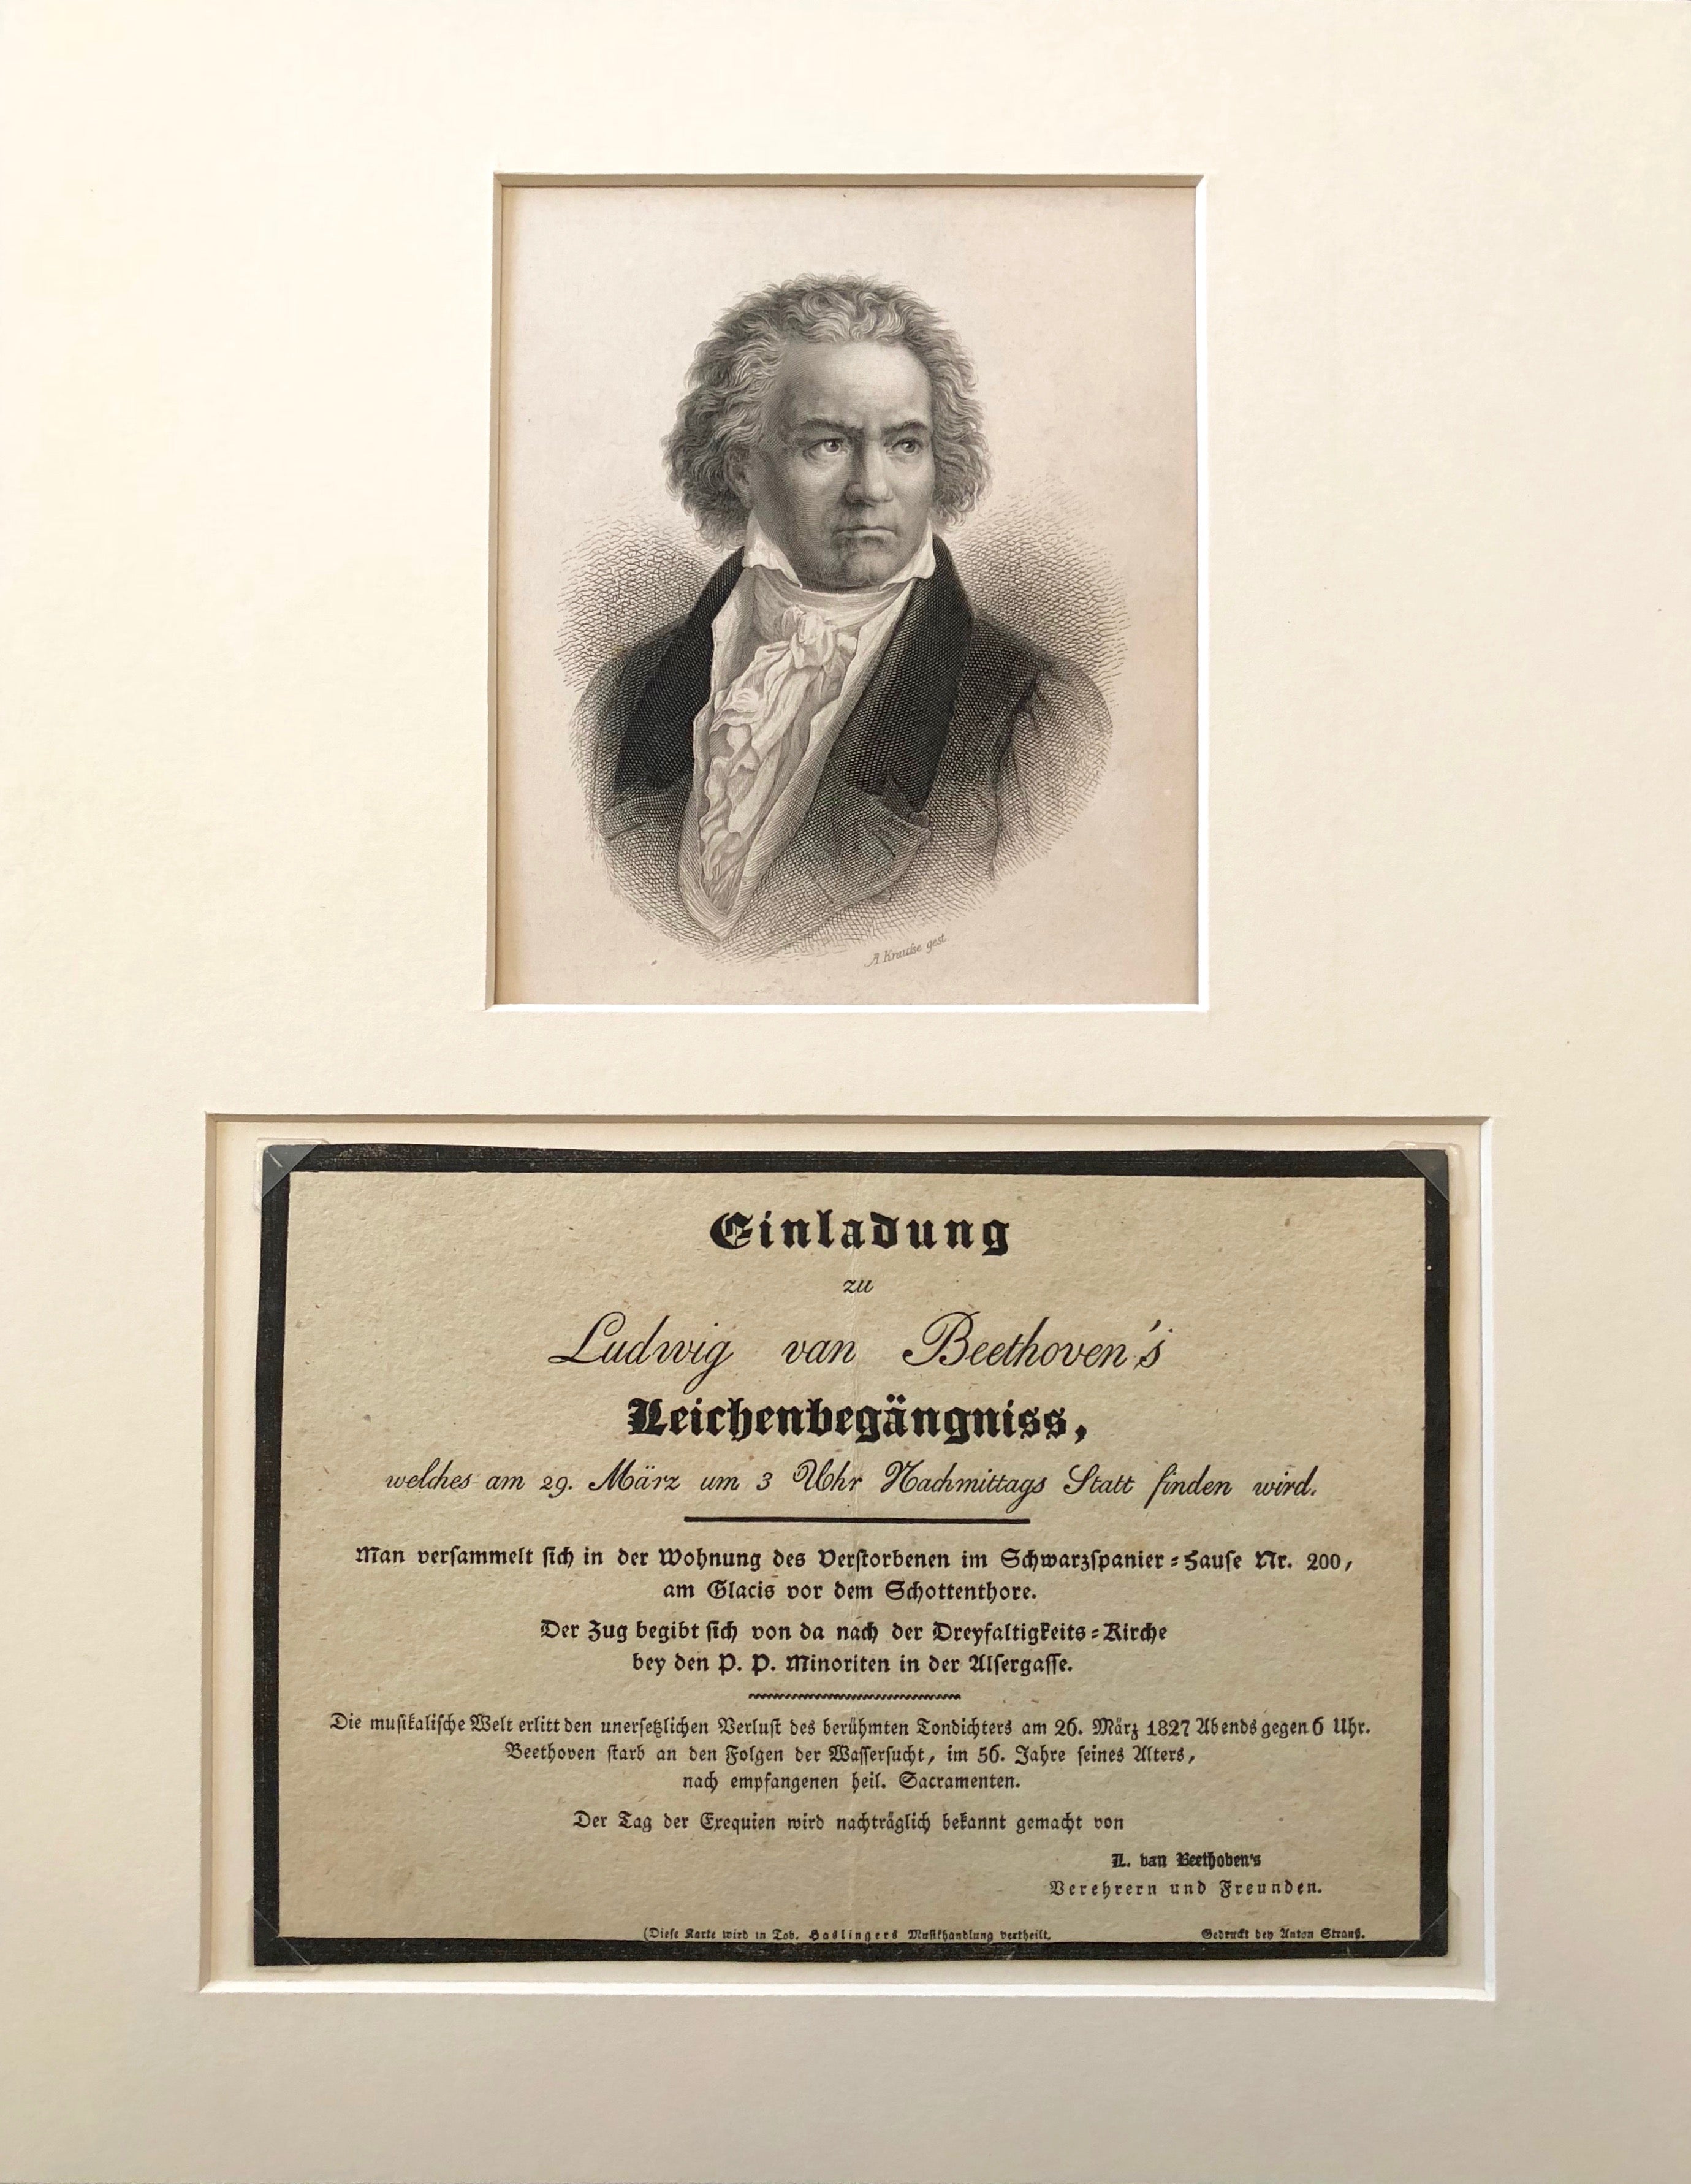 A Krausse gest.
Einladung
zu
Ludwig van Beethoven's
Leichenbegängniss,
welches am 29. März um 3 Uhr Nachmittags Statt finden wird.
Man verſammelt ſich in der Wohnung des Verſtorbenen im Schwarzſpanier-Hauſe Nr. 200,
am Glacis vor dem Schottenthore.
Der Zug begibt ſich von da nach der Dreyfaltigkeits-Kirche
bey den P. P. Minoriten in der Alſergaſſe.
Die muſikaliſche Welt erlitt den unerſetzlichen Verluſt des berühmten Tondichters am 26. März 1827 Abends gegen 6 Uhr.
Beethoven ſtarb an den Folgen der Waſſerſucht, im 56. Jahre ſeines Alters,
nach empfangenen heil. Sacramenten.
Der Tag der Exequien wird nachträglich bekannt gemacht von
L. van Beethoven's
Verehrern und Freunden.
(Dieſe Karte wird in Tob. Haslingers Muſikhandlung vertheilt. Gedruckt bey Anton Strauß.